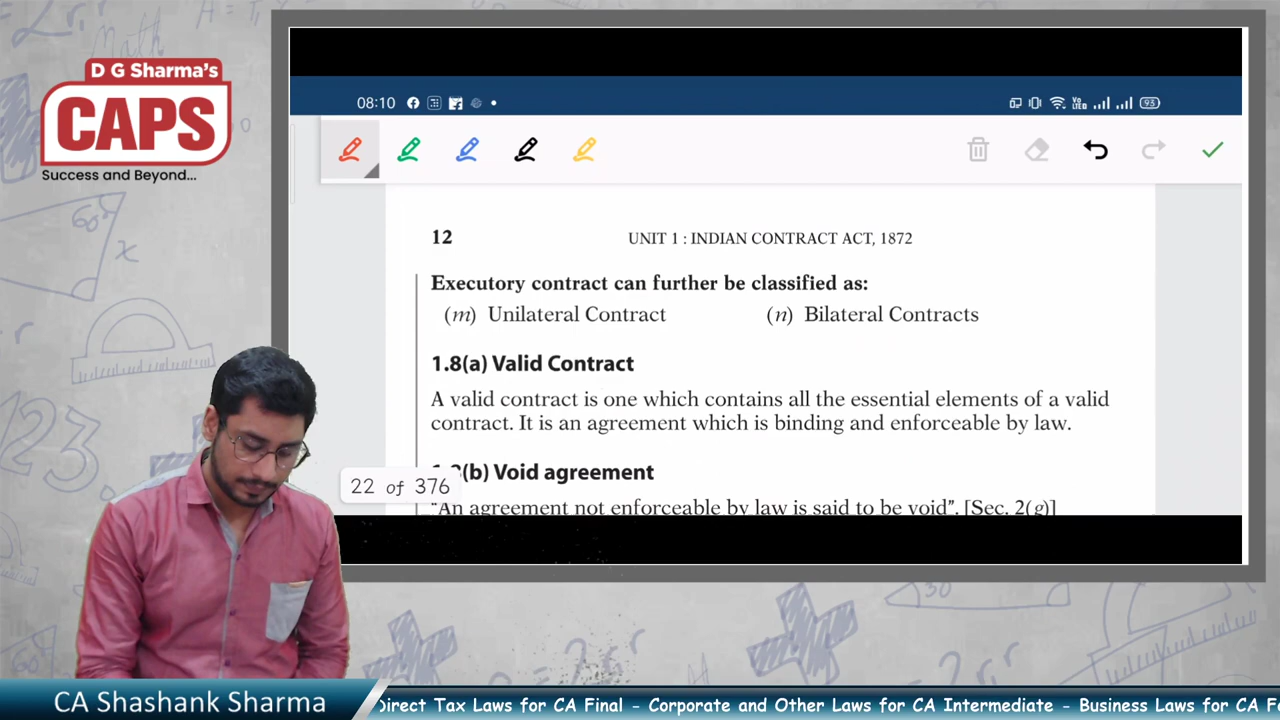 D G Sharma's
CAPS
Success and Beyond...
08:10
93
12
UNIT 1 : INDIAN CONTRACT ACT, 1872
Executory contract can further be classified as:
(m) Unilateral Contract
(n) Bilateral Contracts
1.8(a) Valid Contract
A valid contract is one which contains all the essential elements of a valid
contract. It is an agreement which is binding and enforceable by law.
(b) Void agreement
22 of 376
"An agreement not enforceable by law is said to be void". [Sec. 2(g)]
CA Shashank Sharma
Direct Tax Laws for CA Final - Corporate and Other Laws for CA Intermediate - Business Laws for CA